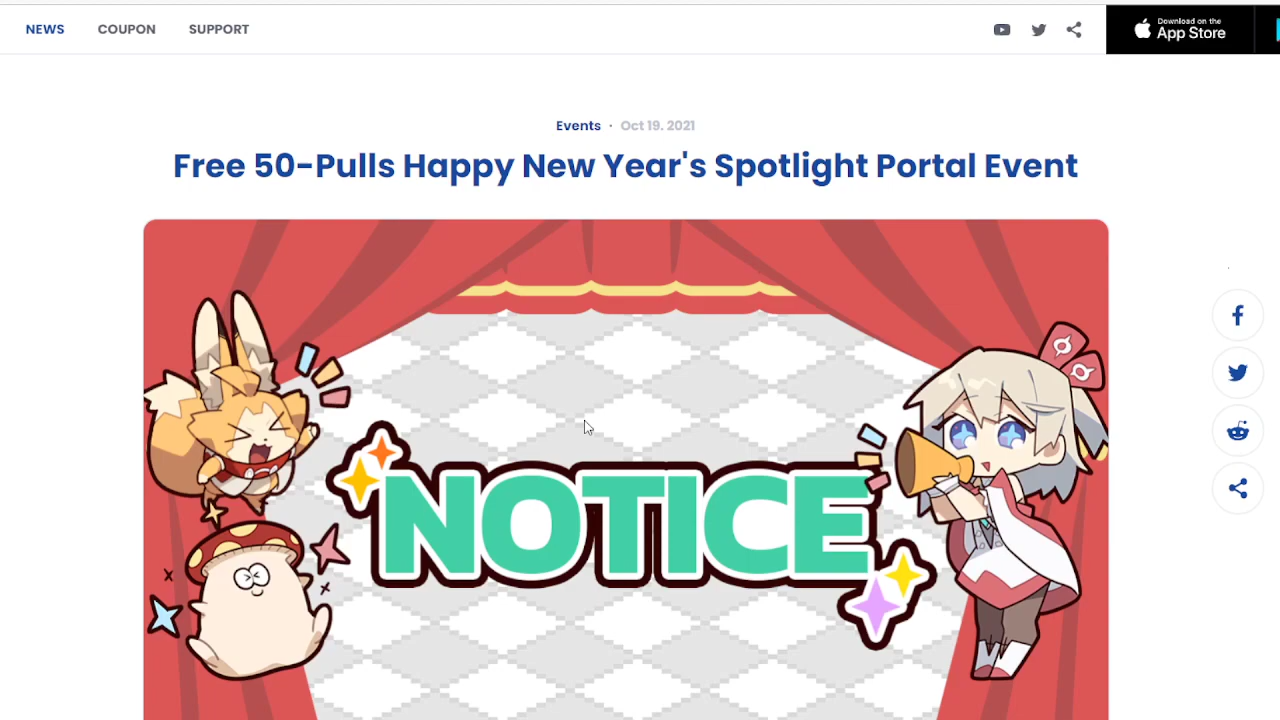 NEWS COUPON SUPPORT
Download on the
App Store
Events · Oct 19. 2021
Free 50-Pulls Happy New Year's Spotlight Portal Event
NOTICE